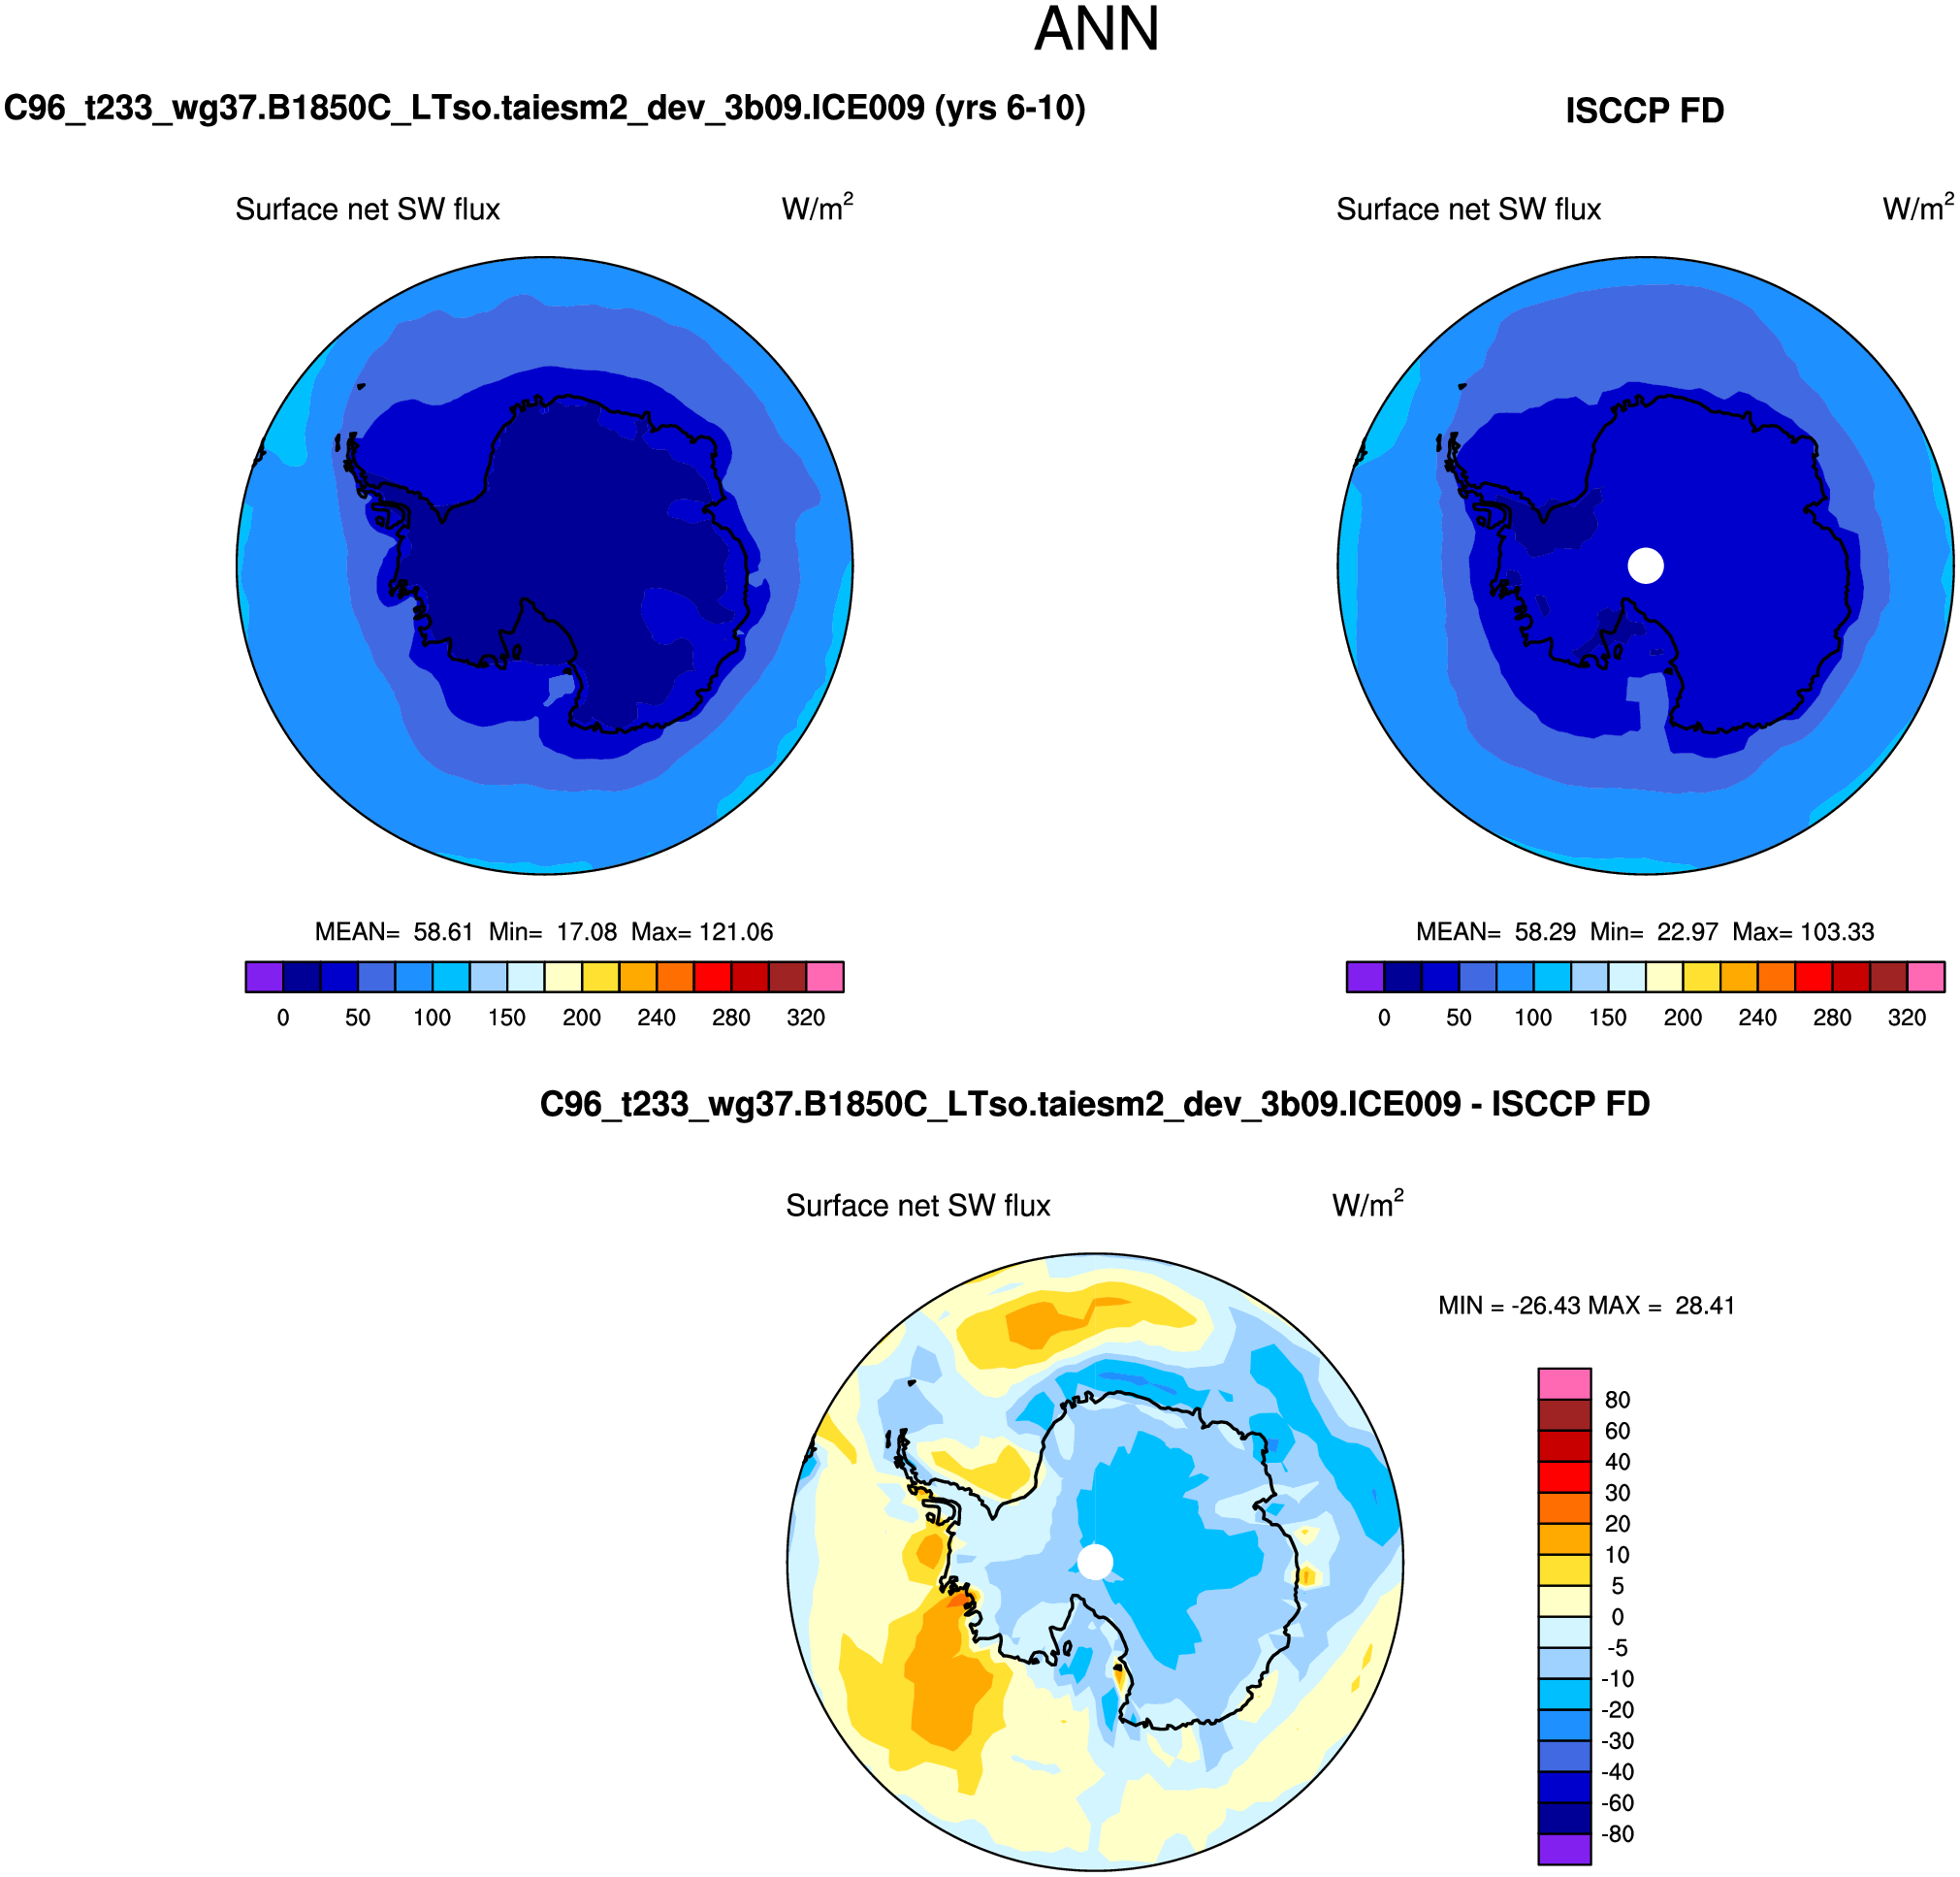 ANN
C96_t233_wg37.B1850C_LTso.taiesm2_dev_3b09.ICE009 (yrs 6-10)
ISCCP FD
Surface net SW flux W/m2
Surface net SW flux W/m2
MEAN= 58.61 Min= 17.08 Max= 121.06
MEAN= 58.29 Min= 22.97 Max= 103.33
0 50 100 150 200 240 280 320
0 50 100 150 200 240 280 320
C96_t233_wg37.B1850C_LTso.taiesm2_dev_3b09.ICE009 - ISCCP FD
Surface net SW flux W/m2
MIN = -26.43 MAX = 28.41
80
60
40
30
20
10
5
0
-5
-10
-20
-30
-40
-60
-80